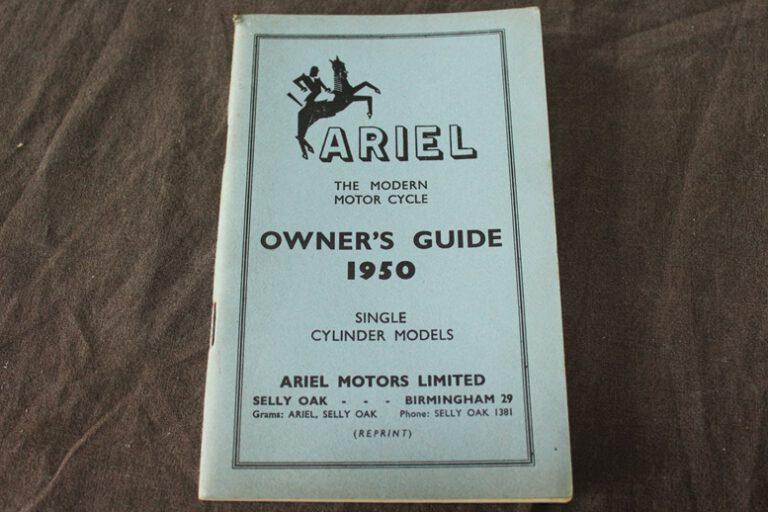 ARIEL
THE MODERN
MOTOR CYCLE
OWNER'S GUIDE
1950
SINGLE
CYLINDER MODELS
ARIEL MOTORS LIMITED
SELLY OAK - - - BIRMINGHAM 29
Grams: ARIEL, SELLY OAK Phone: SELLY OAK 1381
(REPRINT)